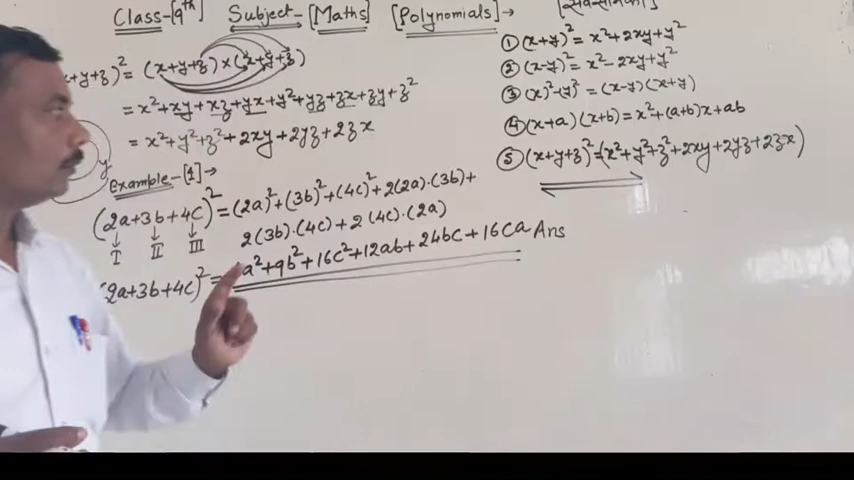 Class-[9th] Subject-[Maths] [Polynomials]→
x+y+z)² = (x+y+z)×(x+y+z)
= x²+xy+xz+yx+y²+yz+zx+zy+z²
= x²+y²+z²+2xy+2yz+2zx
y
Example-[1]→
(2a+3b+4c)² = (2a)²+(3b)²+(4c)²+2(2a).(3b)+
2(3b).(4c)+2(4c).(2a)
I II III
(2a+3b+4c)² = a²+9b²+16c²+12ab+24bc+16ca Ans
① (x+y)² = x²+2xy+y²
② (x-y)² = x²-2xy+y²
③ (x)²-(y)² = (x-y)(x+y)
④ (x+a)(x+b) = x²+(a+b)x+ab
⑤ (x+y+z)² = (x²+y²+z²+2xy+2yz+2zx)